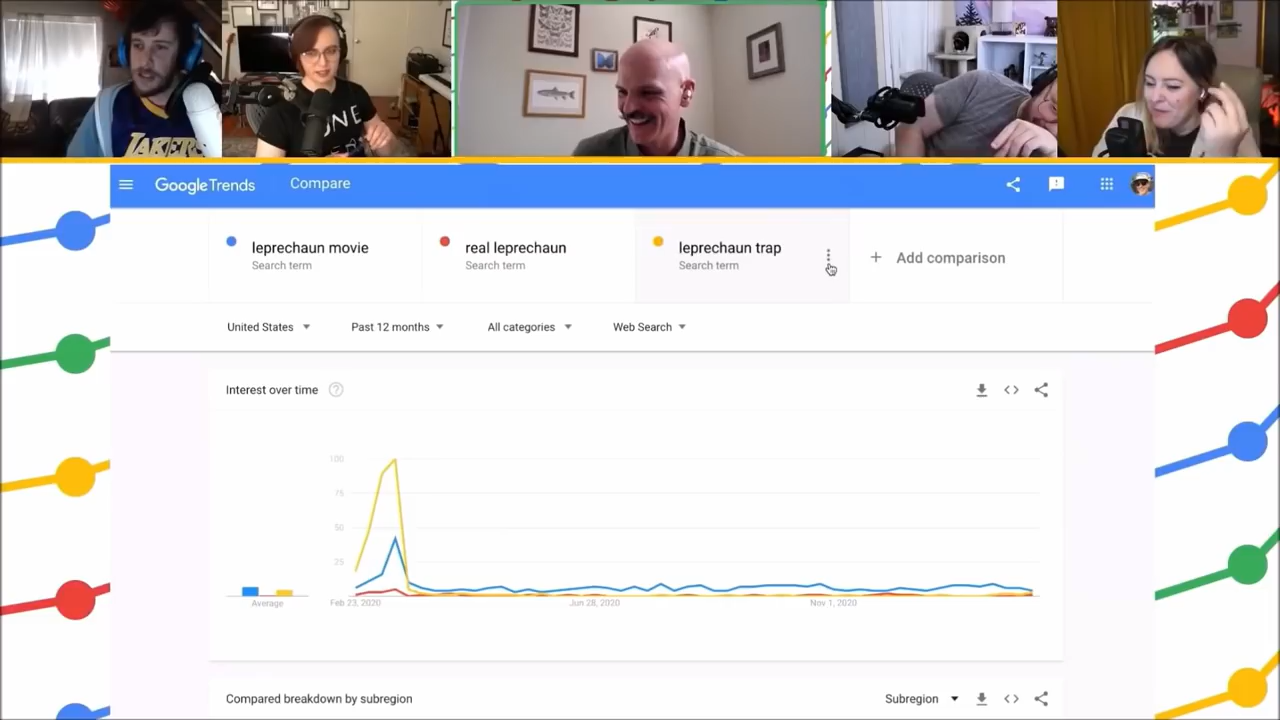 LAKERS
ONE
Google Trends
Compare
leprechaun movie
Search term
real leprechaun
Search term
leprechaun trap
Search term
+ Add comparison
United States
Past 12 months
All categories
Web Search
Interest over time
?
100
75
50
25
Average
Feb 23, 2020
Jun 28, 2020
Nov 1, 2020
Compared breakdown by subregion
Subregion